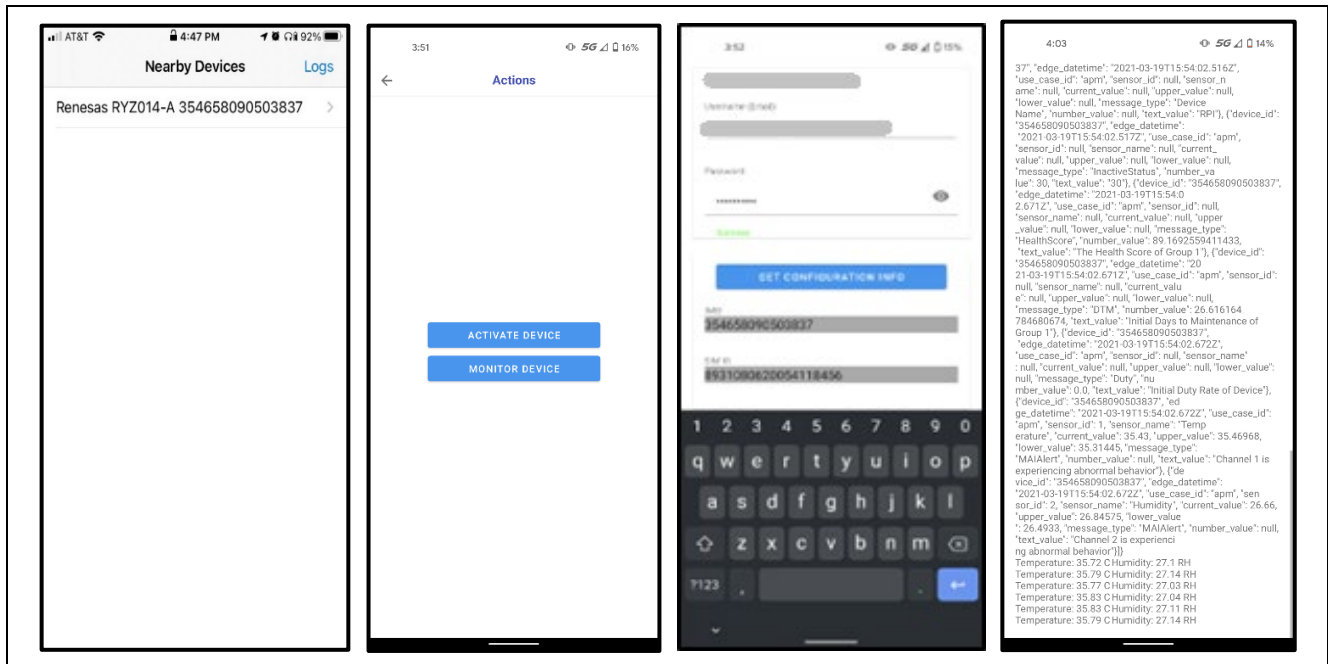 AT&T 4:47 PM 92%
Nearby Devices Logs
Renesas RYZ014-A 354658090503837 >
3:51 5G 16%
Actions
ACTIVATE DEVICE
MONITOR DEVICE
3:52 5G 15%
Username (Email)
Password
Success
GET CONFIGURATION INFO
354658090503837
SIM ID
8931080620054118456
1 2 3 4 5 6 7 8 9 0
q w e r t y u i o p
a s d f g h j k l
z x c v b n m
?123 , .
4:03 5G 14%
37", "edge_datetime": "2021-03-19T15:54:02.516Z",
"use_case_id": "apm", "sensor_id": null, "sensor_n
ame": null, "current_value": null, "upper_value": null,
"lower_value": null, "message_type": "Device
Name", "number_value": null, "text_value": "RPI"}, {"device_id":
"354658090503837", "edge_datetime":
"2021-03-19T15:54:02.517Z", "use_case_id": "apm",
"sensor_id": null, "sensor_name": null, "current_
value": null, "upper_value": null, "lower_value": null,
"message_type": "InactiveStatus", "number_va
lue": 30, "text_value": "30"}, {"device_id": "354658090503837",
"edge_datetime": "2021-03-19T15:54:0
2.671Z", "use_case_id": "apm", "sensor_id": null,
"sensor_name": null, "current_value": null, "upper
_value": null, "lower_value": null, "message_type":
"HealthScore", "number_value": 89.1692559411433,
"text_value": "The Health Score of Group 1"}, {"device_id":
"354658090503837", "edge_datetime": "20
21-03-19T15:54:02.671Z", "use_case_id": "apm", "sensor_id":
null, "sensor_name": null, "current_valu
e": null, "upper_value": null, "lower_value": null,
"message_type": "DTM", "number_value": 26.616164
784680674, "text_value": "Initial Days to Maintenance of
Group 1"}, {"device_id": "354658090503837",
"edge_datetime": "2021-03-19T15:54:02.672Z",
"use_case_id": "apm", "sensor_id": null, "sensor_name"
: null, "current_value": null, "upper_value": null, "lower_value":
null, "message_type": "Duty", "nu
mber_value": 0.0, "text_value": "Initial Duty Rate of Device"},
{"device_id": "354658090503837", "ed
ge_datetime": "2021-03-19T15:54:02.672Z", "use_case_id":
"apm", "sensor_id": 1, "sensor_name": "Temp
erature", "current_value": 35.43, "upper_value": 35.46968,
"lower_value": 35.31445, "message_type":
"MAIAlert", "number_value": null, "text_value": "Channel 1 is
experiencing abnormal behavior"}, {"de
vice_id": "354658090503837", "edge_datetime":
"2021-03-19T15:54:02.672Z", "use_case_id": "apm", "sen
sor_id": 2, "sensor_name": "Humidity", "current_value": 26.66,
"upper_value": 26.84575, "lower_value
": 26.4933, "message_type": "MAIAlert", "number_value": null,
"text_value": "Channel 2 is experienci
ng abnormal behavior"}]}
Temperature: 35.72 C Humidity: 27.1 RH
Temperature: 35.79 C Humidity: 27.14 RH
Temperature: 35.77 C Humidity: 27.03 RH
Temperature: 35.83 C Humidity: 27.04 RH
Temperature: 35.83 C Humidity: 27.11 RH
Temperature: 35.79 C Humidity: 27.14 RH